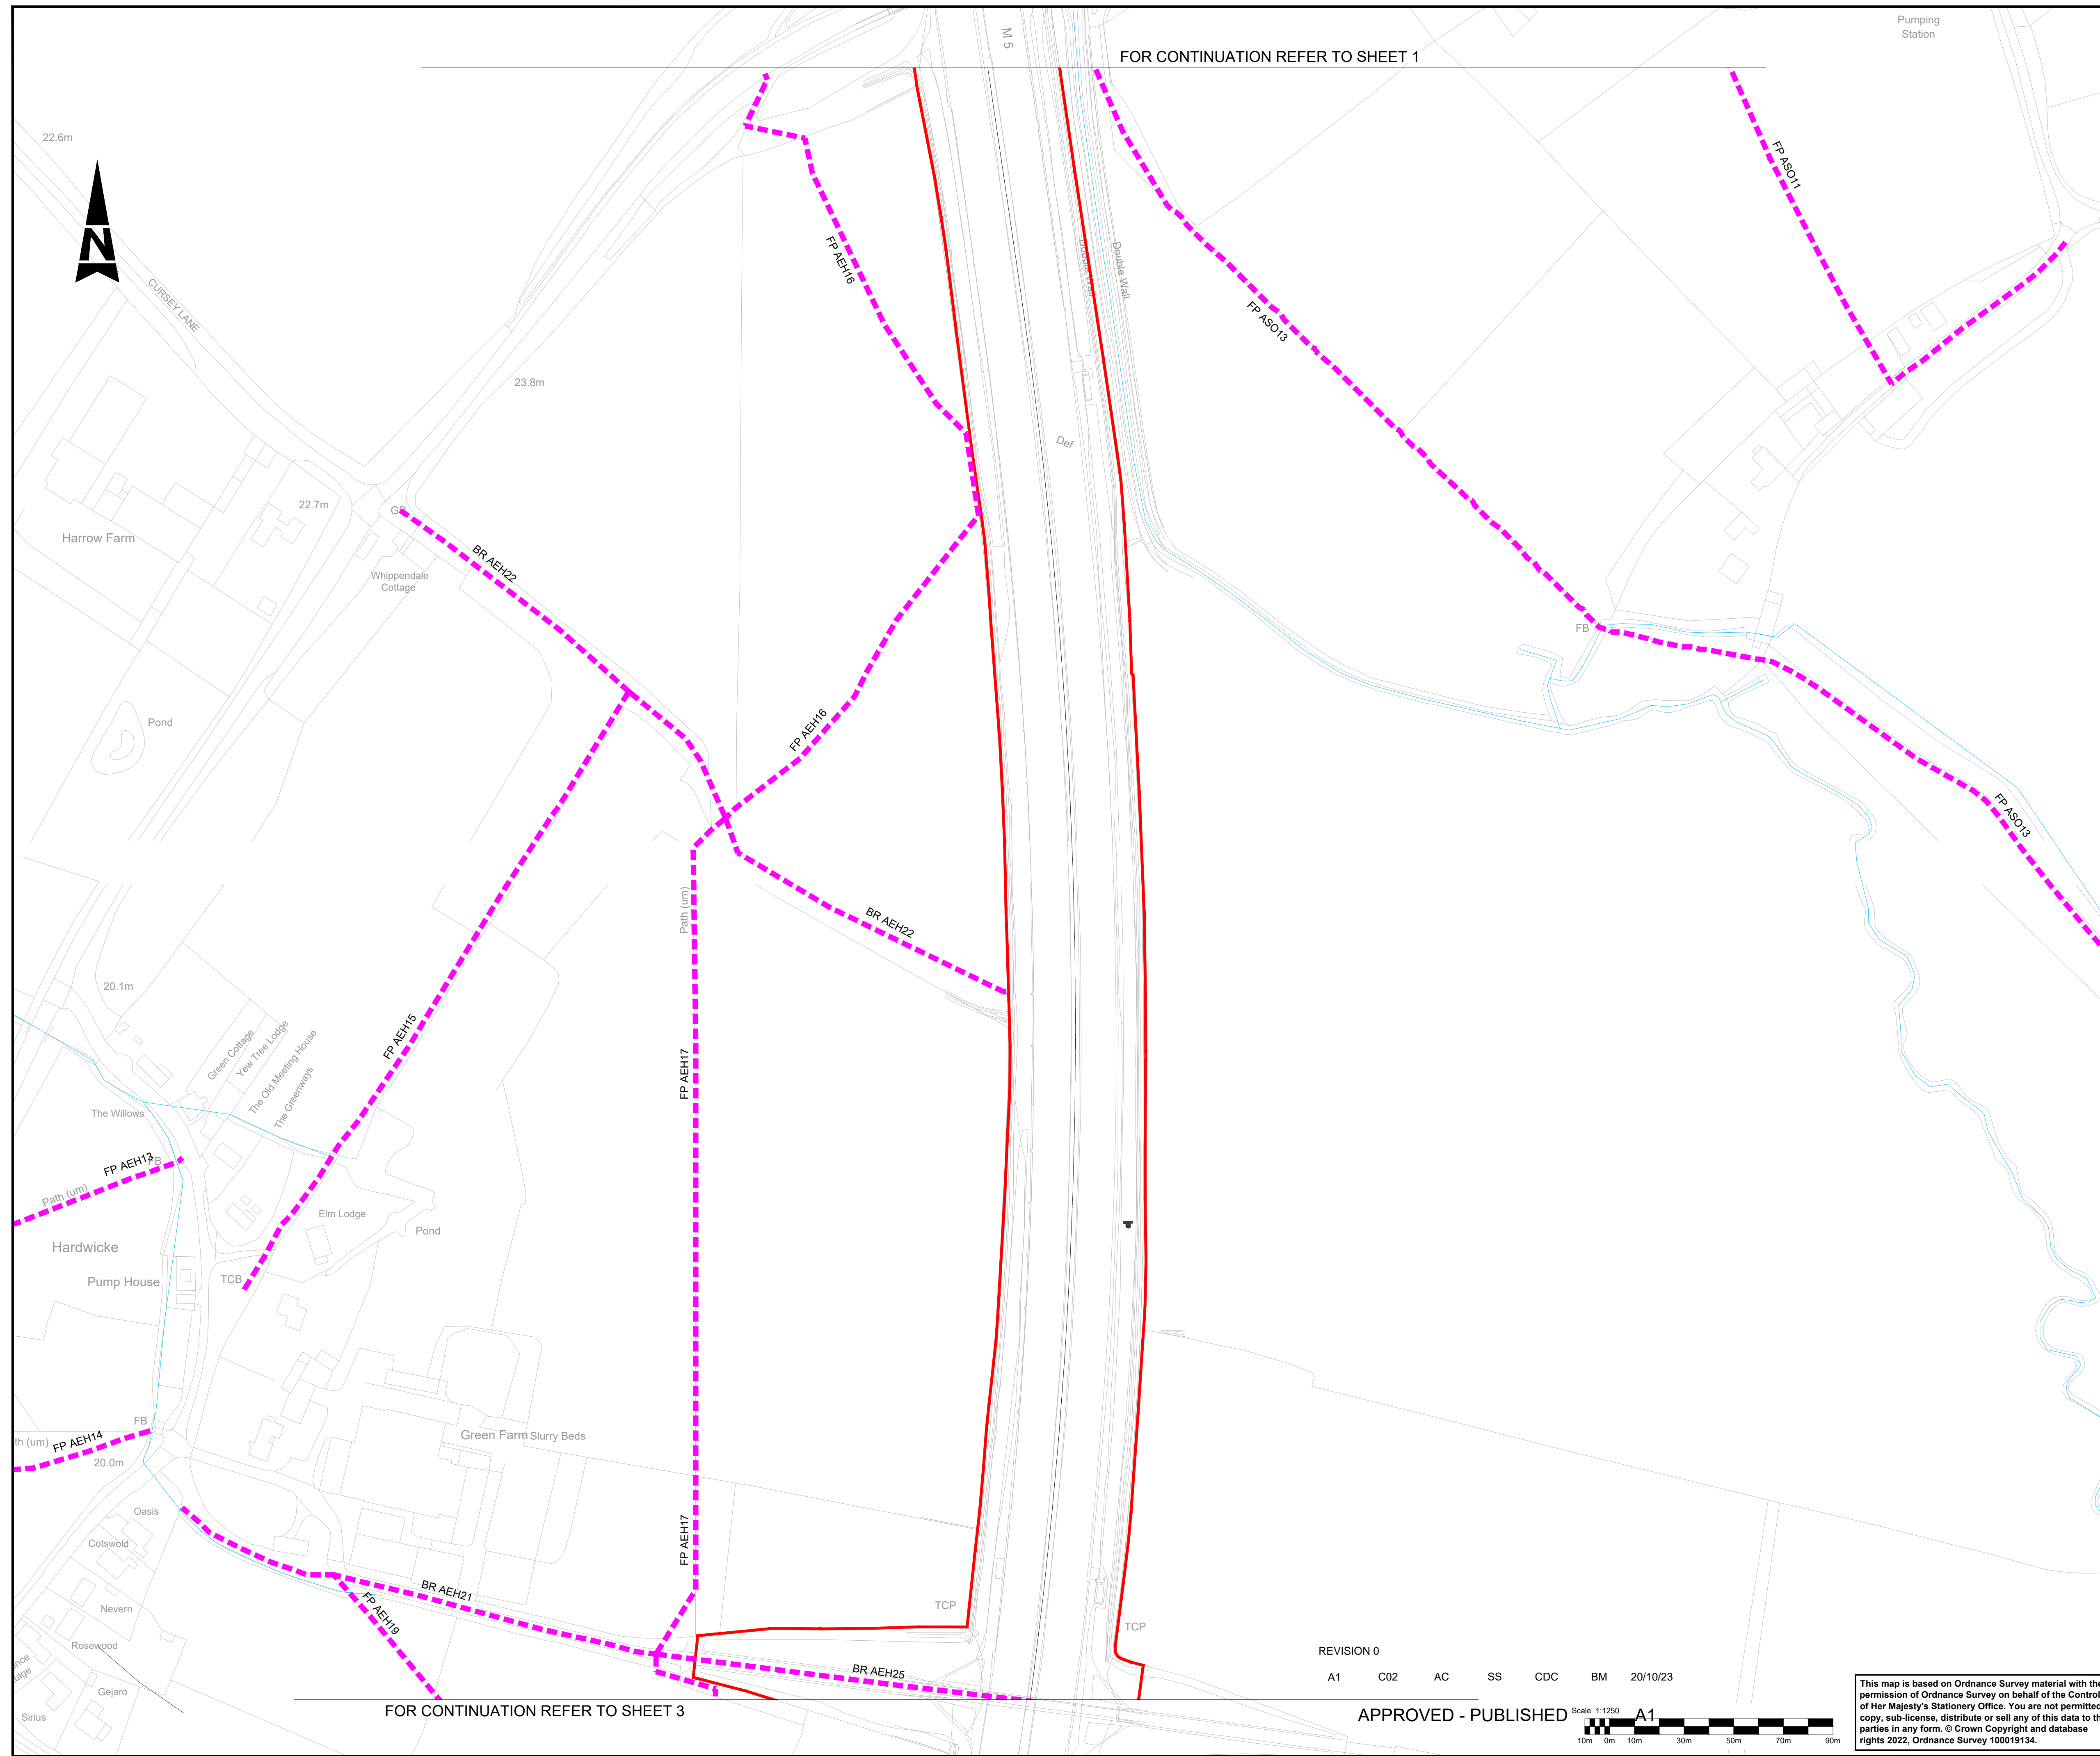 M 5
Pumping
Station
FOR CONTINUATION REFER TO SHEET 1
22.6m
N
CURSEY LANE
FP ASO11
FP AEH16
Double Wall
Double Wall
FP ASO13
23.8m
Def
22.7m
GP
Harrow Farm
BR AEH22
Whippendale
Cottage
FB
Pond
FP AEH16
FP ASO13
Path (um)
BR AEH22
20.1m
Green Cottage
Yew Tree Lodge
The Old Meeting House
The Greenways
FP AEH15
FP AEH17
The Willows
FP AEH13
Path (um)
Elm Lodge
Pond
Hardwicke
Pump House
TCB
FB
th (um)
FP AEH14
20.0m
Green Farm
Slurry Beds
Oasis
Cotswold
FP AEH17
BR AEH21
FP AEH19
Nevern
TCP
TCP
Rosewood
ence
tage
BR AEH25
Gejaro
Sirius
REVISION 0
A1 C02 AC SS CDC BM 20/10/23
FOR CONTINUATION REFER TO SHEET 3
APPROVED - PUBLISHED
Scale 1:1250
A1
10m 0m 10m 30m 50m 70m 90m
This map is based on Ordnance Survey material with the
permission of Ordnance Survey on behalf of the Control
of Her Majesty's Stationery Office. You are not permitted
copy, sub-license, distribute or sell any of this data to th
parties in any form. © Crown Copyright and database
rights 2022, Ordnance Survey 100019134.